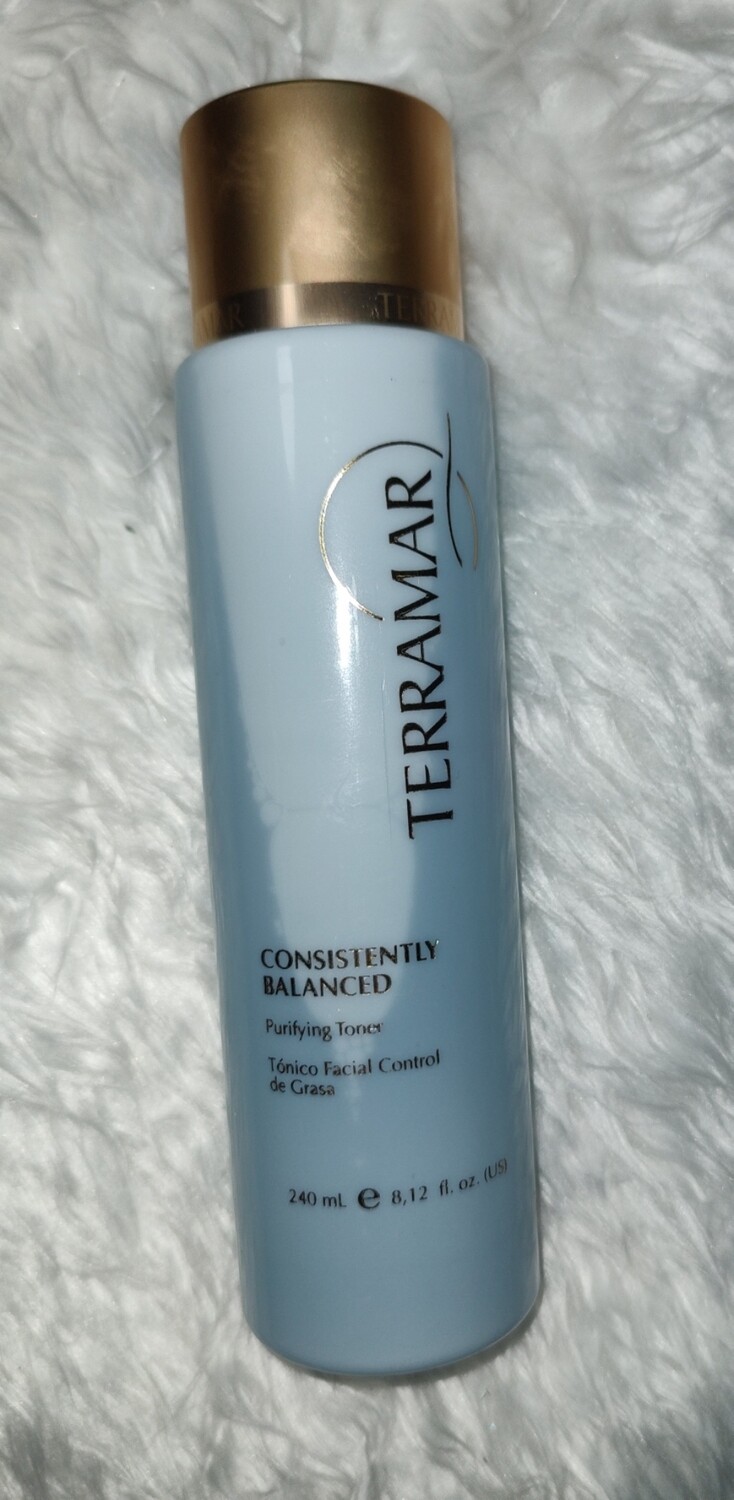 TERRAMAR
CONSISTENTLY
BALANCED
Purifying Toner
Tónico Facial Control
de Grasa
240 mL ℮ 8,12 fl. oz. (US)